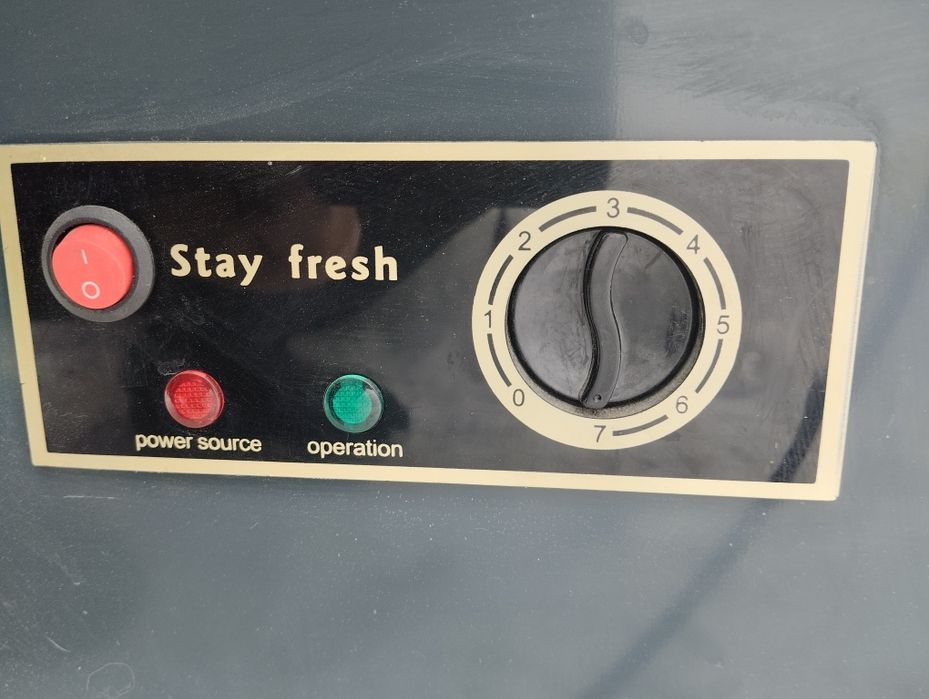 I
O
Stay fresh
power source
operation
0
1
2
3
4
5
6
7